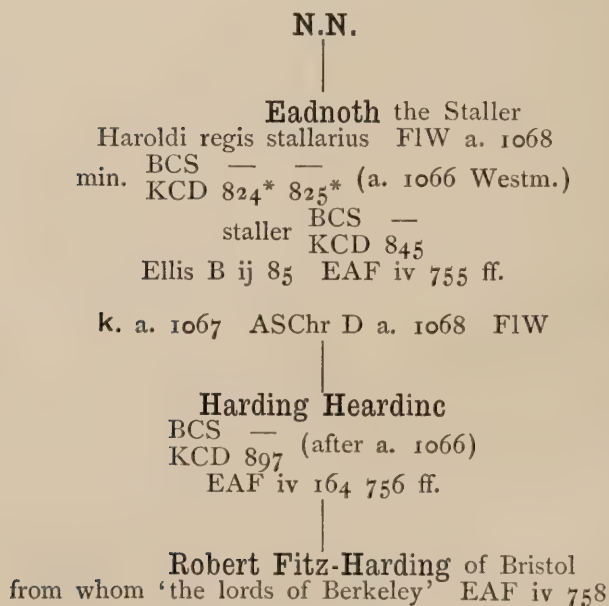 N.N.
Eadnoth the Staller
Haroldi regis stallarius FlW a. 1068
min. BCS — —
KCD 824* 825* (a. 1066 Westm.)
staller BCS —
KCD 845
Ellis B ij 85 EAF iv 755 ff.
k. a. 1067 ASChr D a. 1068 FlW
Harding Heardinc
BCS —
KCD 897 (after a. 1066)
EAF iv 164 756 ff.
Robert Fitz-Harding of Bristol
from whom 'the lords of Berkeley' EAF iv 758